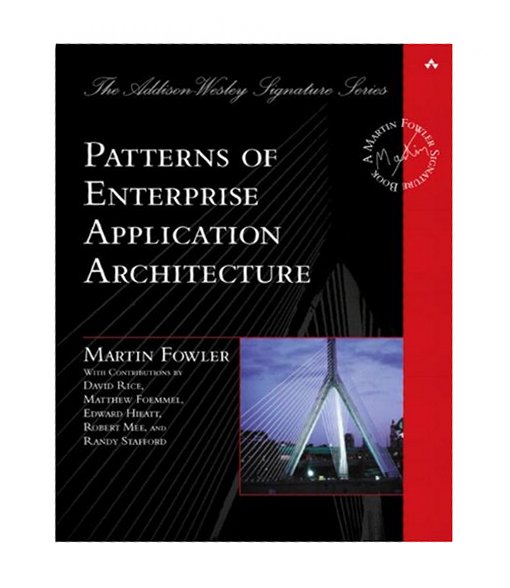 The Addison-Wesley Signature Series
A MARTIN FOWLER SIGNATURE BOOK
Martin
PATTERNS OF
ENTERPRISE
APPLICATION
ARCHITECTURE
MARTIN FOWLER
WITH CONTRIBUTIONS BY
DAVID RICE,
MATTHEW FOEMMEL,
EDWARD HIEATT,
ROBERT MEE, AND
RANDY STAFFORD